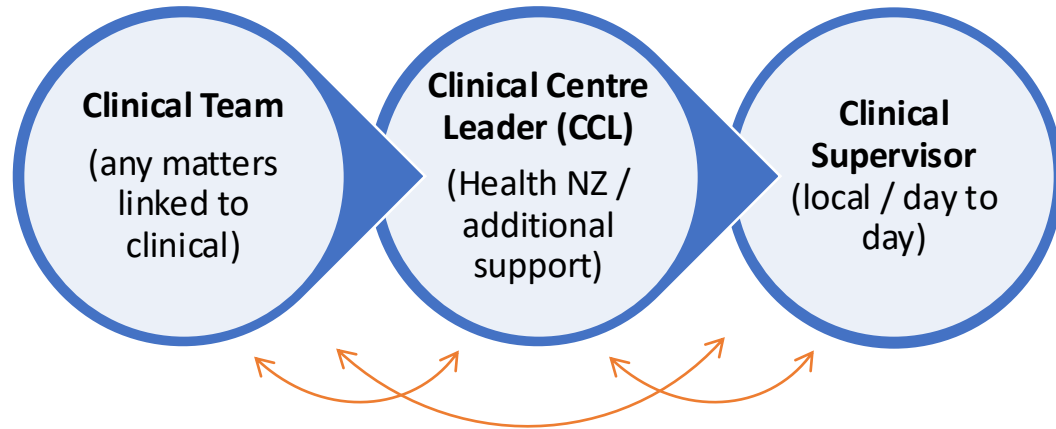 Clinical Team
(any matters
linked to
clinical)
Clinical Centre
Leader (CCL)
(Health NZ /
additional
support)
Clinical
Supervisor
(local / day to
day)